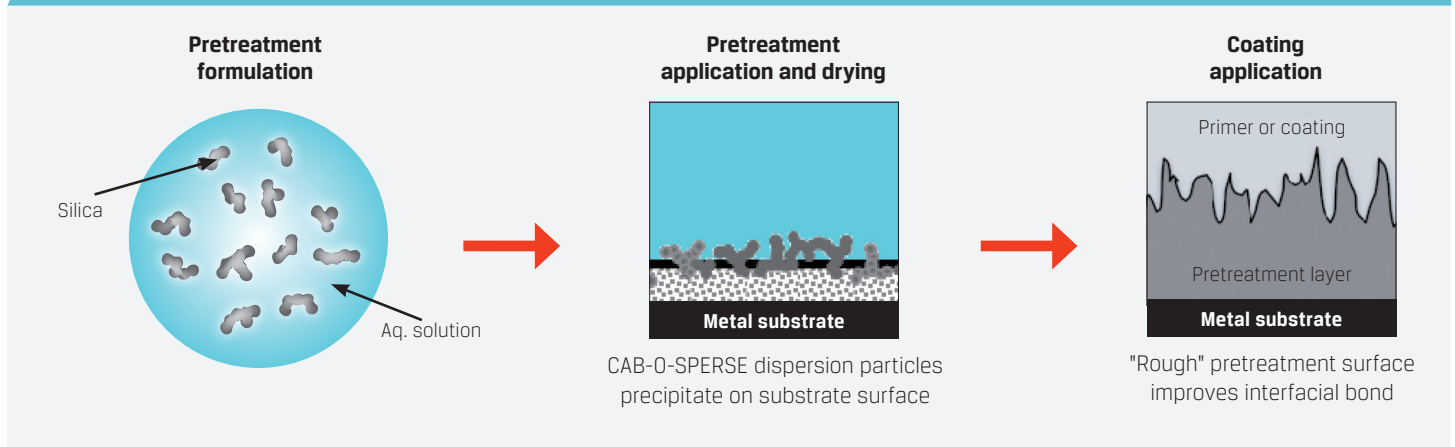 Pretreatment
formulation
Silica
Aq. solution
Pretreatment
application and drying
Metal substrate
CAB-O-SPERSE dispersion particles
precipitate on substrate surface
Coating
application
Primer or coating
Pretreatment layer
Metal substrate
"Rough" pretreatment surface
improves interfacial bond